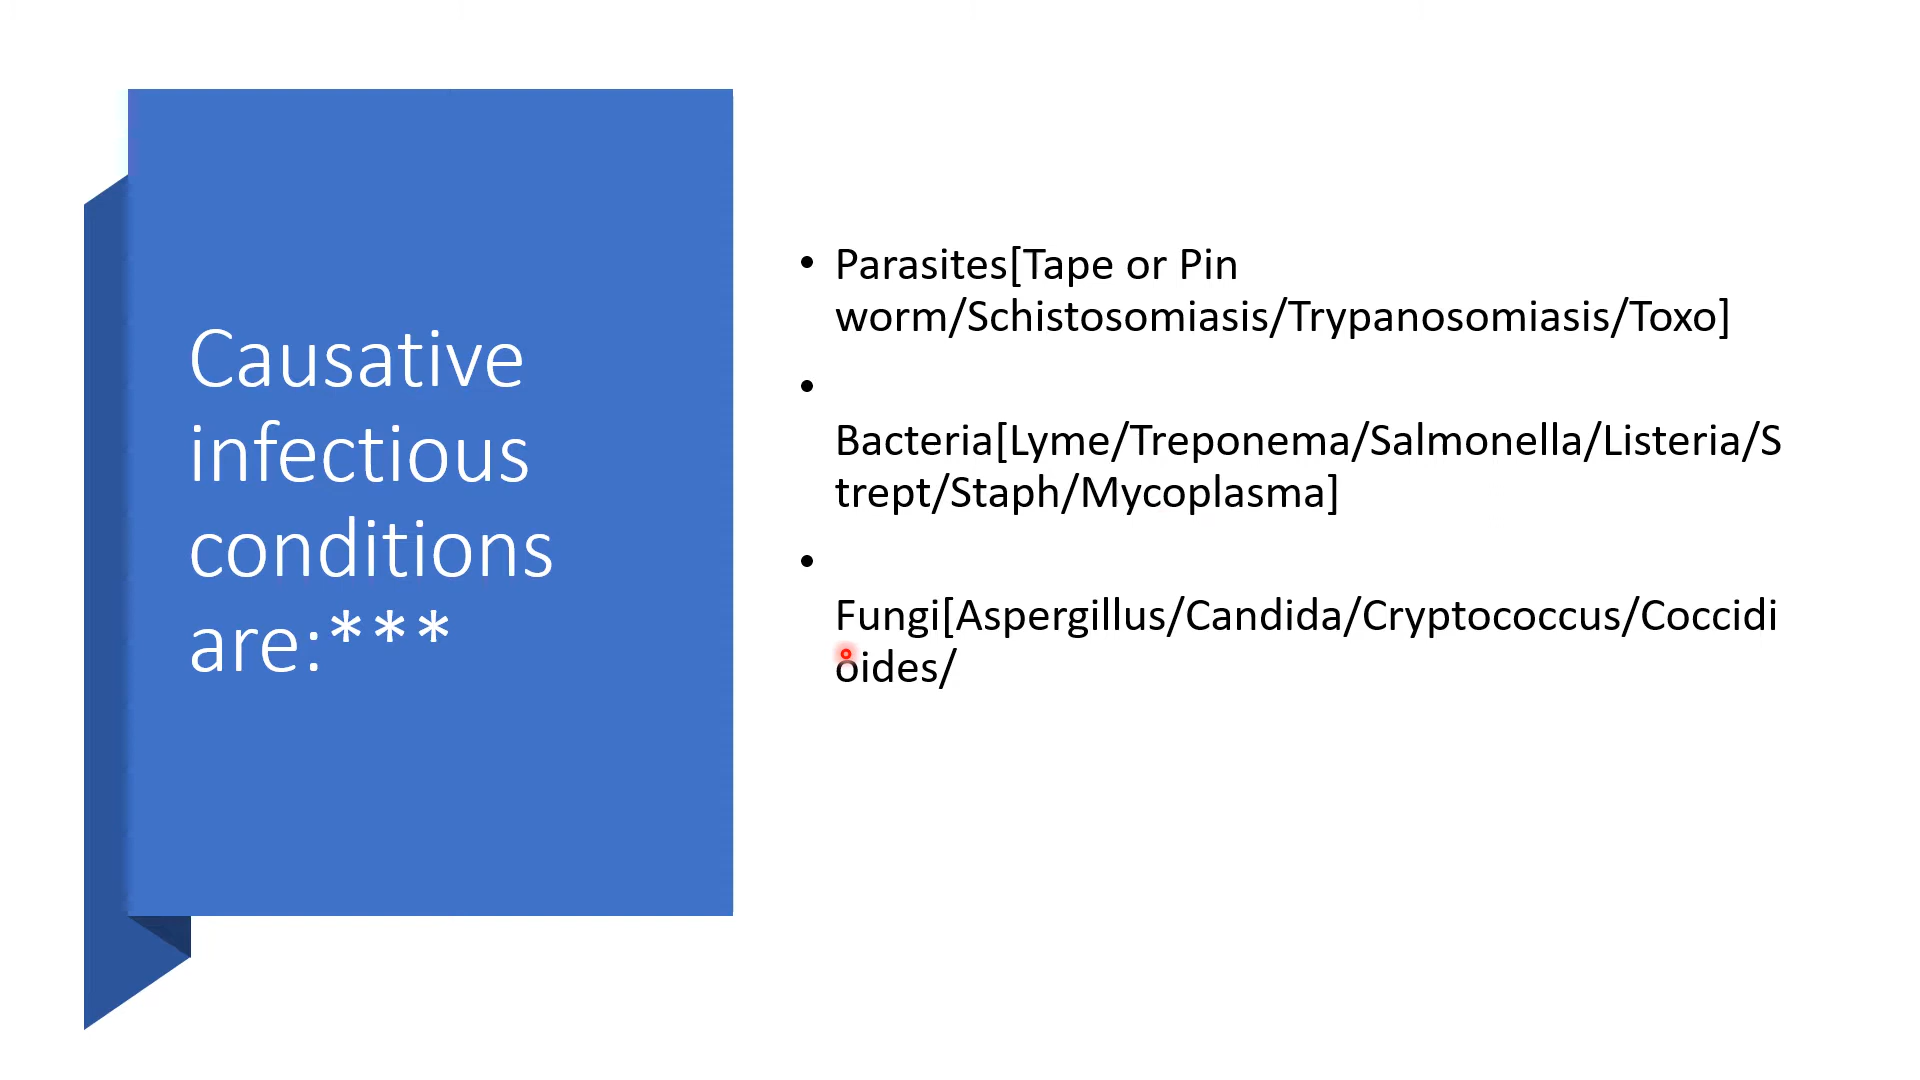 Causative
infectious
conditions
are:***
• Parasites[Tape or Pin
worm/Schistosomiasis/Trypanosomiasis/Toxo]
•
Bacteria[Lyme/Treponema/Salmonella/Listeria/S
trept/Staph/Mycoplasma]
•
Fungi[Aspergillus/Candida/Cryptococcus/Coccidi
oides/